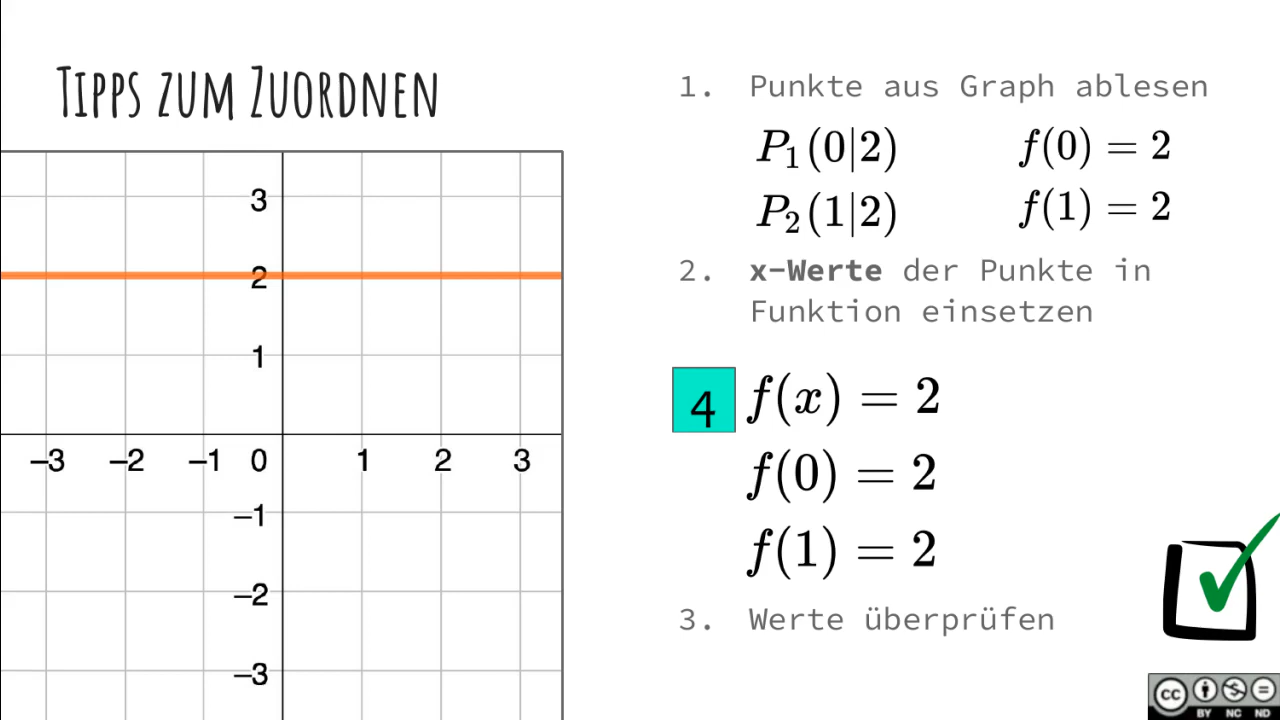 Tipps zum Zuordnen
3
2
1
−3 −2 −1 0 1 2 3
−1
−2
−3
1. Punkte aus Graph ablesen
P₁(0|2) f(0) = 2
P₂(1|2) f(1) = 2
2. x-Werte der Punkte in
Funktion einsetzen
4 f(x) = 2
f(0) = 2
f(1) = 2
3. Werte überprüfen
cc
BY NC ND